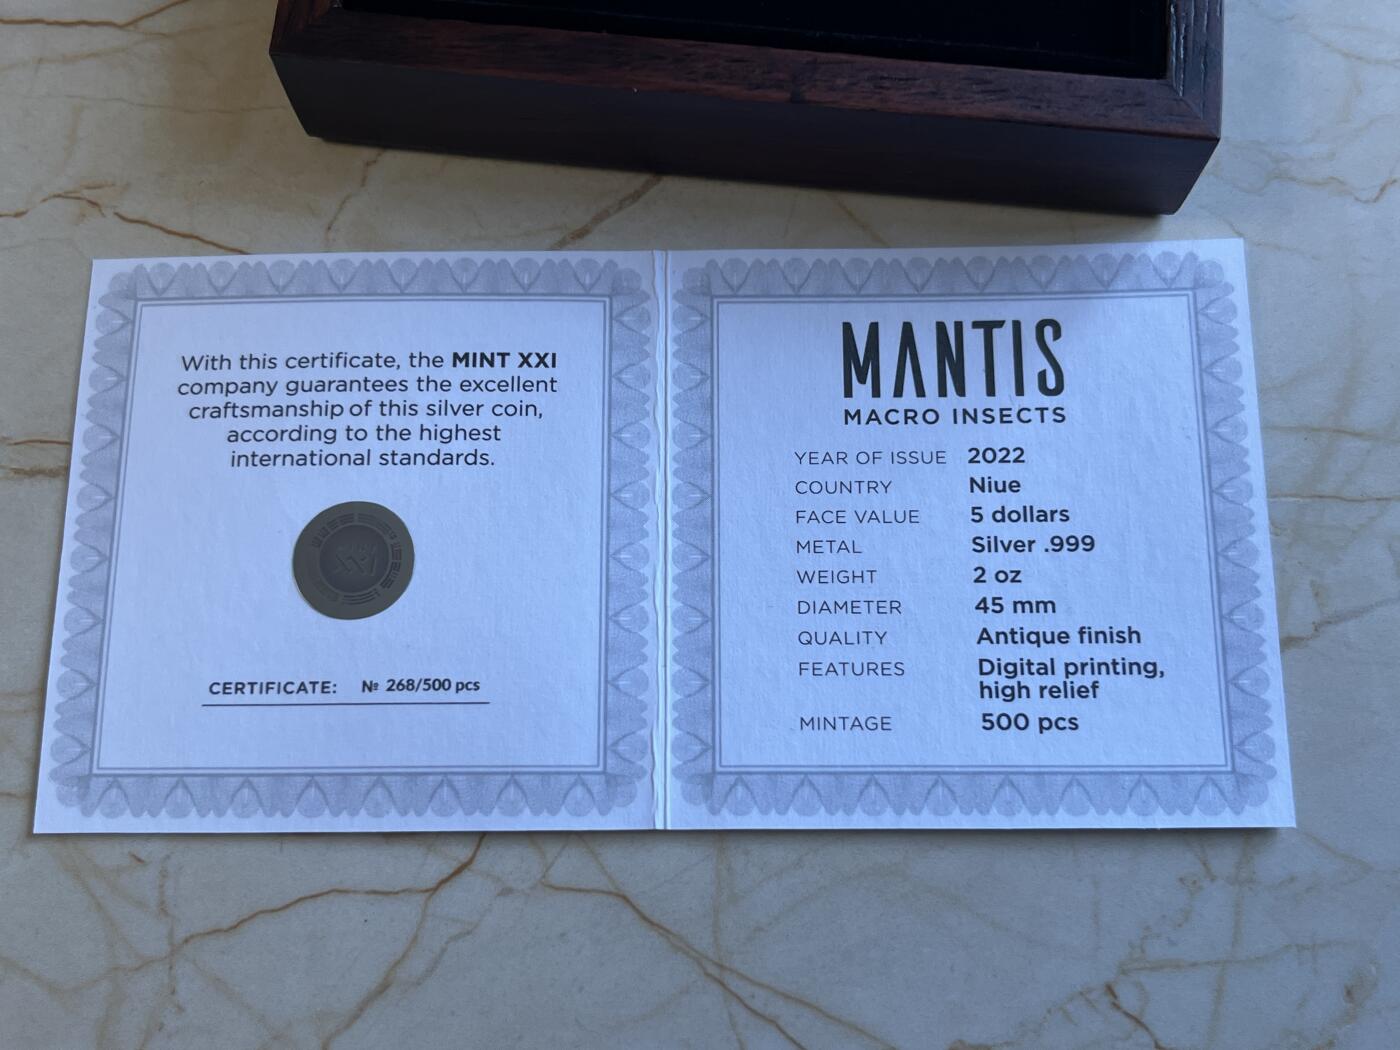 With this certificate, the MINT XXI
company guarantees the excellent
craftsmanship of this silver coin,
according to the highest
international standards.
XXI
CERTIFICATE: № 268/500 pcs
MANTIS
MACRO INSECTS
YEAR OF ISSUE 2022
COUNTRY Niue
FACE VALUE 5 dollars
METAL Silver .999
WEIGHT 2 oz
DIAMETER 45 mm
QUALITY Antique finish
FEATURES Digital printing,
high relief
MINTAGE 500 pcs